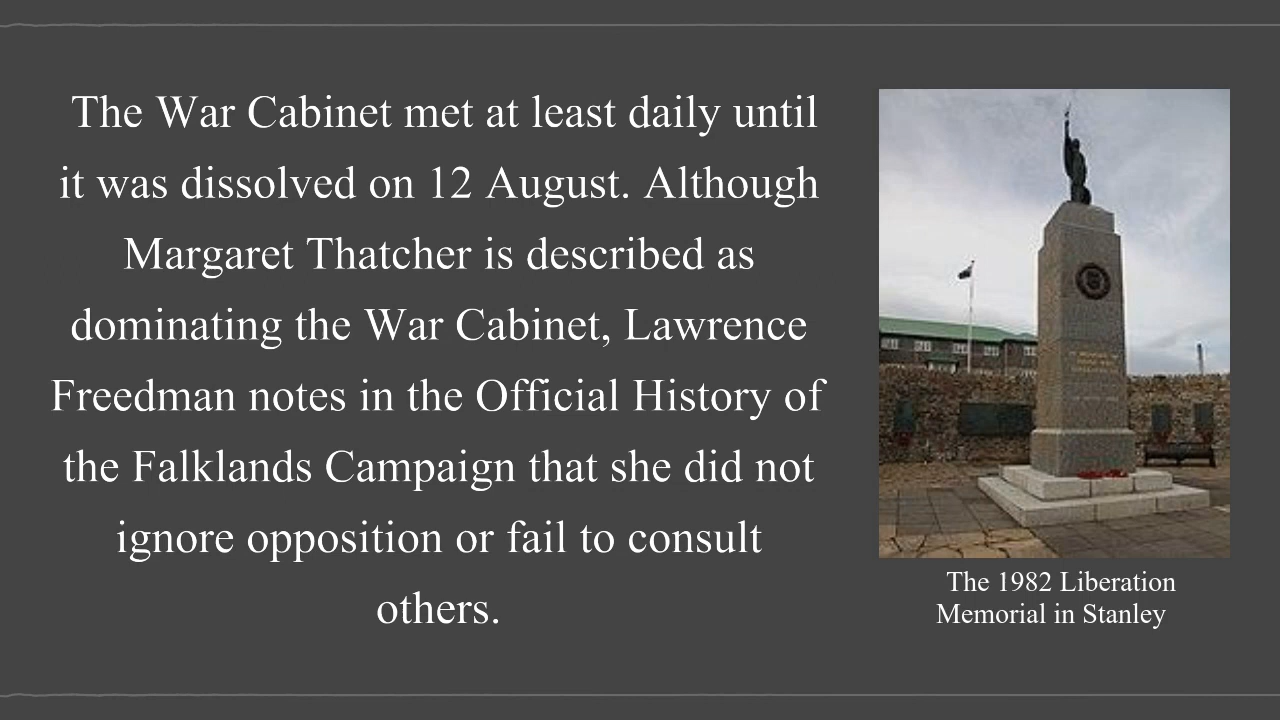 The War Cabinet met at least daily until
it was dissolved on 12 August. Although
Margaret Thatcher is described as
dominating the War Cabinet, Lawrence
Freedman notes in the Official History of
the Falklands Campaign that she did not
ignore opposition or fail to consult
others.
The 1982 Liberation
Memorial in Stanley